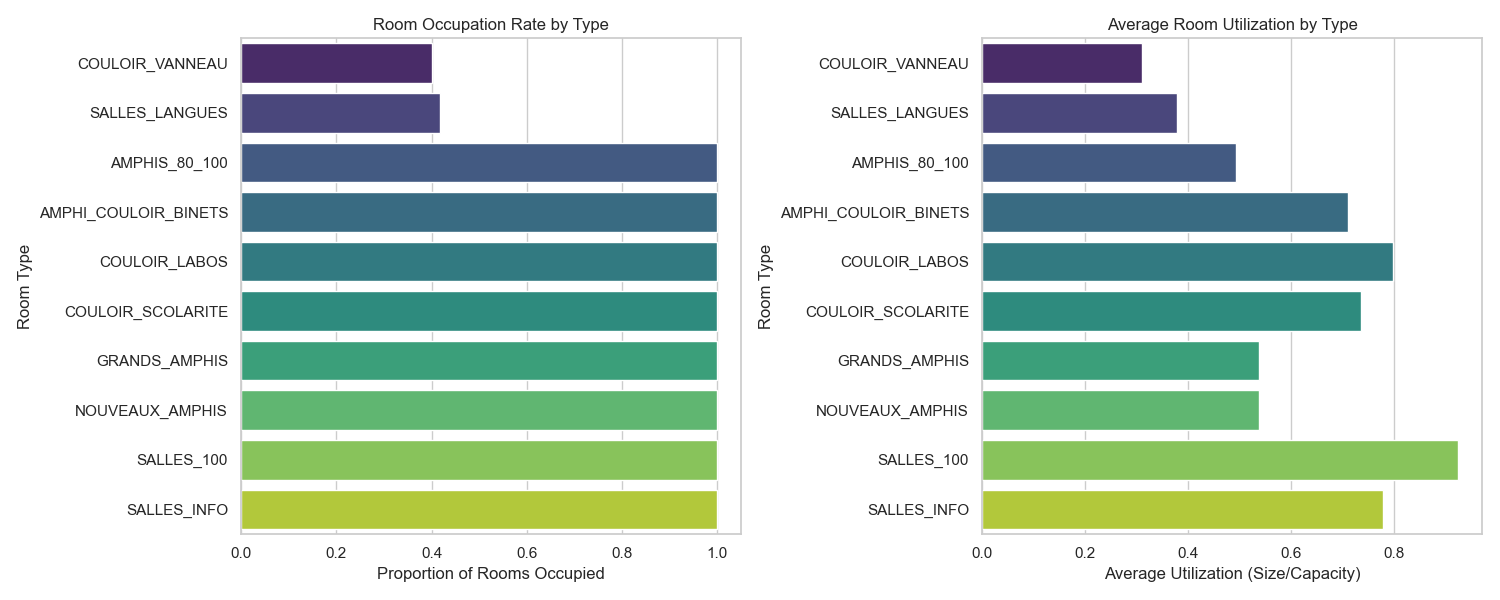 Room Occupation Rate by Type
Room Type
COULOIR_VANNEAU
SALLES_LANGUES
AMPHIS_80_100
AMPHI_COULOIR_BINETS
COULOIR_LABOS
COULOIR_SCOLARITE
GRANDS_AMPHIS
NOUVEAUX_AMPHIS
SALLES_100
SALLES_INFO
0.0 0.2 0.4 0.6 0.8 1.0
Proportion of Rooms Occupied
Average Room Utilization by Type
Room Type
COULOIR_VANNEAU
SALLES_LANGUES
AMPHIS_80_100
AMPHI_COULOIR_BINETS
COULOIR_LABOS
COULOIR_SCOLARITE
GRANDS_AMPHIS
NOUVEAUX_AMPHIS
SALLES_100
SALLES_INFO
0.0 0.2 0.4 0.6 0.8
Average Utilization (Size/Capacity)